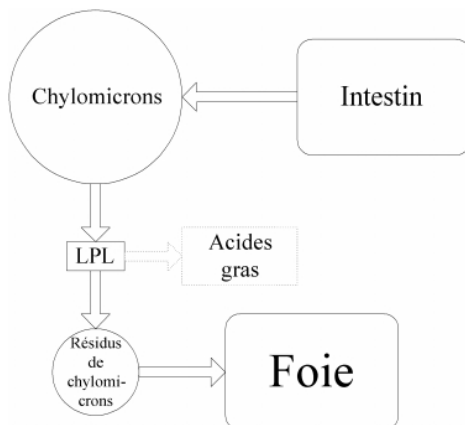 Chylomicrons
Intestin
LPL
Acides
gras
Résidus
de
chylomi-
crons
Foie